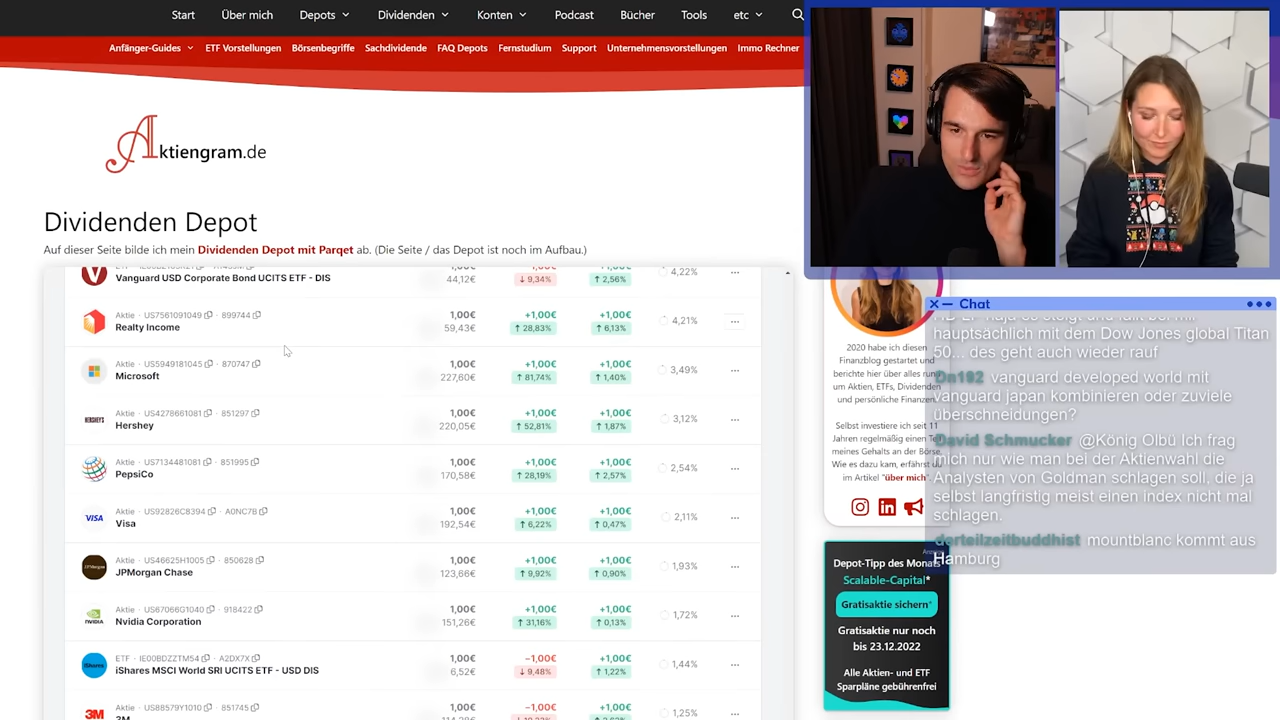 Start Über mich Depots Dividenden Konten Podcast Bücher Tools etc
Anfänger-Guides ETF Vorstellungen Börsenbegriffe Sachdividende FAQ Depots Fernstudium Support Unternehmensvorstellungen Immo Rechner
Aktiengram.de
Dividenden Depot
Auf dieser Seite bilde ich mein Dividenden Depot mit Parqet ab. (Die Seite / das Depot ist noch im Aufbau.)
Vanguard USD Corporate Bond UCITS ETF - DIS
44,12€ ↓ 9,34% ↑ 2,56% 4,22%
Aktie · US7561091049 · 899744
Realty Income
1,00€ +1,00€ +1,00€
59,43€ ↑ 28,83% ↑ 6,13% 4,21%
Aktie · US5949181045 · 870747
Microsoft
1,00€ +1,00€ +1,00€
227,60€ ↑ 81,74% ↑ 1,40% 3,49%
Aktie · US4278661081 · 851297
HERSHEY'S
Hershey
1,00€ +1,00€ +1,00€
220,05€ ↑ 52,81% ↑ 1,87% 3,12%
Aktie · US7134481081 · 851995
PepsiCo
1,00€ +1,00€ +1,00€
170,58€ ↑ 28,19% ↑ 2,57% 2,54%
Aktie · US92826C8394 · A0NC7B
VISA
Visa
1,00€ +1,00€ +1,00€
192,54€ ↑ 6,22% ↑ 0,47% 2,11%
Aktie · US46625H1005 · 850628
JPMorgan Chase
1,00€ +1,00€ +1,00€
123,66€ ↑ 9,92% ↑ 0,90% 1,93%
Aktie · US67066G1040 · 918422
NVIDIA
Nvidia Corporation
1,00€ +1,00€ +1,00€
151,26€ ↑ 31,16% ↑ 0,13% 1,72%
ETF · IE00BDZZTM54 · A2DX7X
iShares
iShares MSCI World SRI UCITS ETF - USD DIS
1,00€ −1,00€ +1,00€
6,52€ ↓ 9,48% ↑ 1,22% 1,44%
Aktie · US88579Y1010 · 851745
3M
3M
1,00€ −1,00€ +1,00€
1,25%
2020 habe ich diesen
Finanzblog gestartet und
berichte hier über alles rund
um Aktien, ETFs, Dividenden
und persönliche Finanzen.
Selbst investiere ich seit 11
Jahren regelmäßig einen Teil
meines Gehalts an der Börse.
Wie es dazu kam, erfährst du
im Artikel "über mich"
Depot-Tipp des Monats
Scalable-Capital*
Gratisaktie sichern*
Gratisaktie nur noch
bis 23.12.2022
Alle Aktien- und ETF
Sparpläne gebührenfrei
Chat
hauptsächlich mit dem Dow Jones global Titan
50... des geht auch wieder rauf
Dn192 vanguard developed world mit
vanguard japan kombinieren oder zuviele
überschneidungen?
David Schmucker @König Olbü Ich frag
mich nur wie man bei der Aktienwahl die
Analysten von Goldman schlagen soll, die ja
selbst langfristig meist einen index nicht mal
schlagen.
derteilzeitbuddhist mountblanc kommt aus
Hamburg